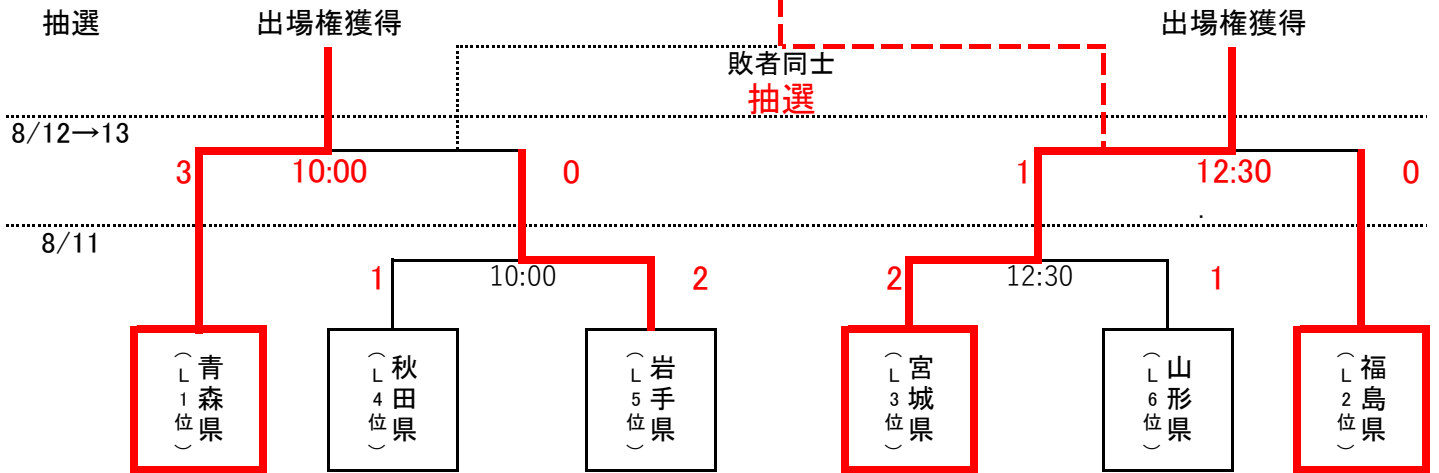 抽選
出場権獲得
出場権獲得
敗者同士
抽選
8/12→13
3
10:00
0
1
12:30
0
8/11
1
10:00
2
2
12:30
1
青森県
（L1位）
秋田県
（L4位）
岩手県
（L5位）
宮城県
（L3位）
山形県
（L6位）
福島県
（L2位）